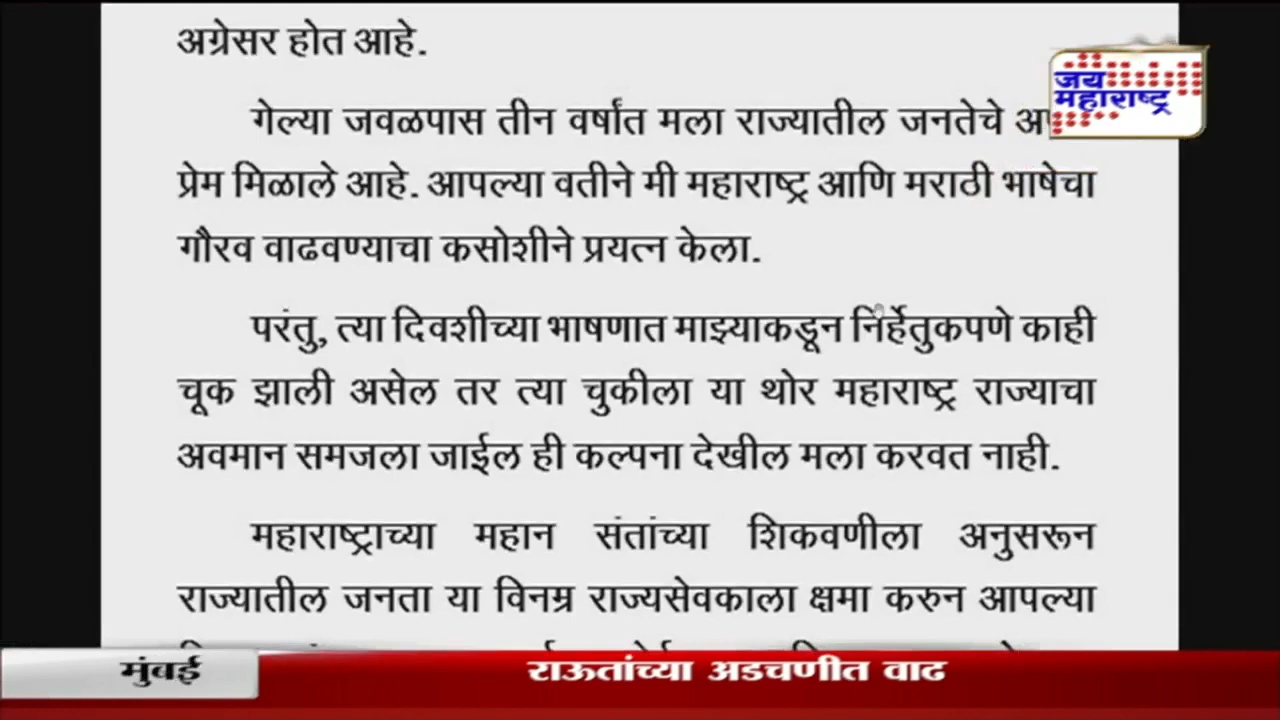 अग्रेसर होत आहे.
जय
महाराष्ट्र
गेल्या जवळपास तीन वर्षांत मला राज्यातील जनतेचे
प्रेम मिळाले आहे. आपल्या वतीने मी महाराष्ट्र आणि मराठी भाषेचा
गौरव वाढवण्याचा कसोशीने प्रयत्न केला.
परंतु, त्या दिवशीच्या भाषणात माझ्याकडून निर्हेतुकपणे काही
चूक झाली असेल तर त्या चुकीला या थोर महाराष्ट्र राज्याचा
अवमान समजला जाईल ही कल्पना देखील मला करवत नाही.
महाराष्ट्राच्या महान संतांच्या शिकवणीला अनुसरून
राज्यातील जनता या विनम्र राज्यसेवकाला क्षमा करुन आपल्या
मुंबई
राऊतांच्या अडचणीत वाढ